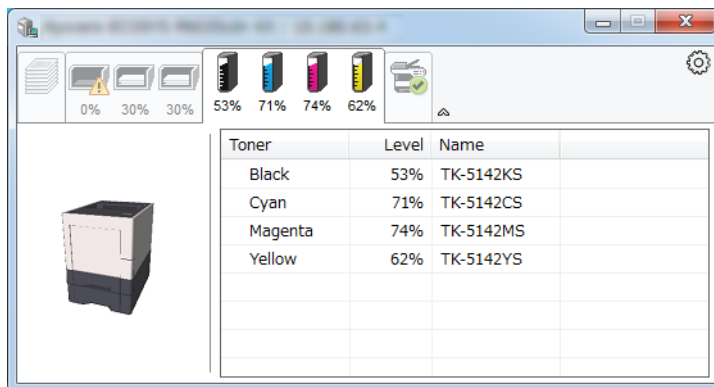 0% 30% 30% 53% 71% 74% 62%
Toner Level Name
Black 53% TK-5142KS
Cyan 71% TK-5142CS
Magenta 74% TK-5142MS
Yellow 62% TK-5142YS